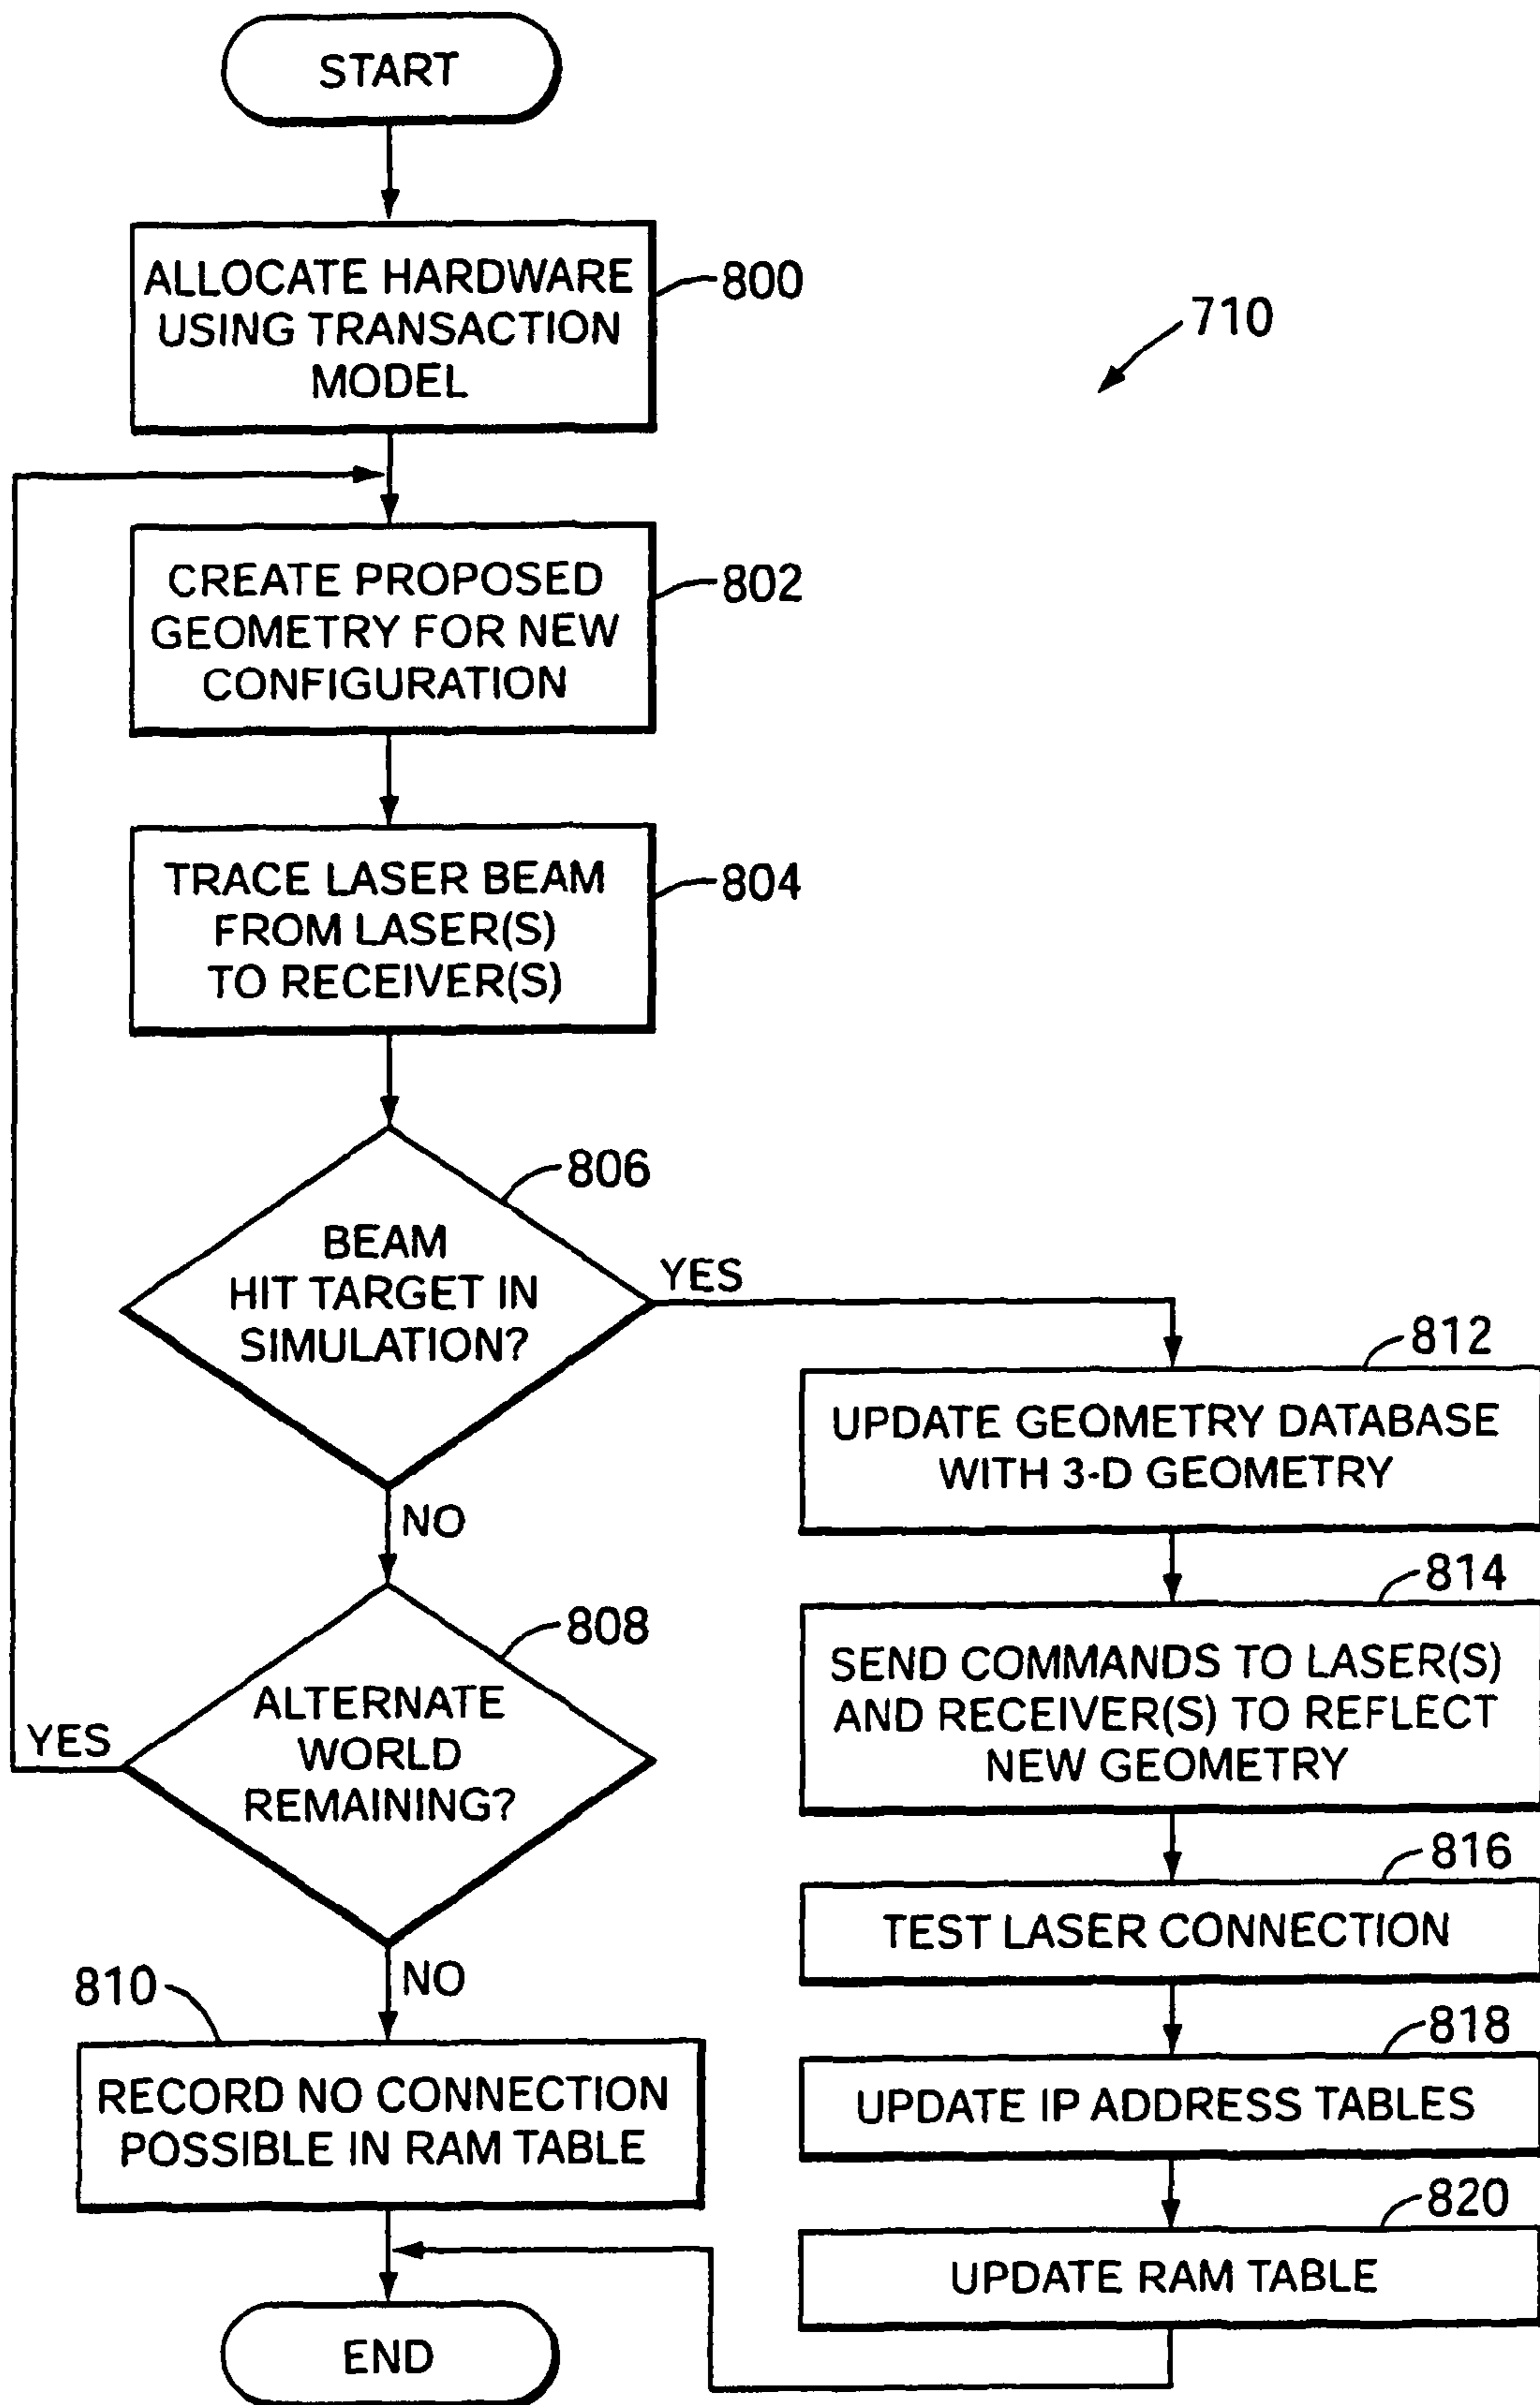 START
ALLOCATE HARDWARE
USING TRANSACTION
MODEL
800
710
CREATE PROPOSED
GEOMETRY FOR NEW
CONFIGURATION
802
TRACE LASER BEAM
FROM LASER(S)
TO RECEIVER(S)
804
806
BEAM
HIT TARGET IN
SIMULATION?
YES
NO
812
UPDATE GEOMETRY DATABASE
WITH 3-D GEOMETRY
808
ALTERNATE
WORLD
REMAINING?
YES
NO
814
SEND COMMANDS TO LASER(S)
AND RECEIVER(S) TO REFLECT
NEW GEOMETRY
816
TEST LASER CONNECTION
810
RECORD NO CONNECTION
POSSIBLE IN RAM TABLE
818
UPDATE IP ADDRESS TABLES
820
UPDATE RAM TABLE
END